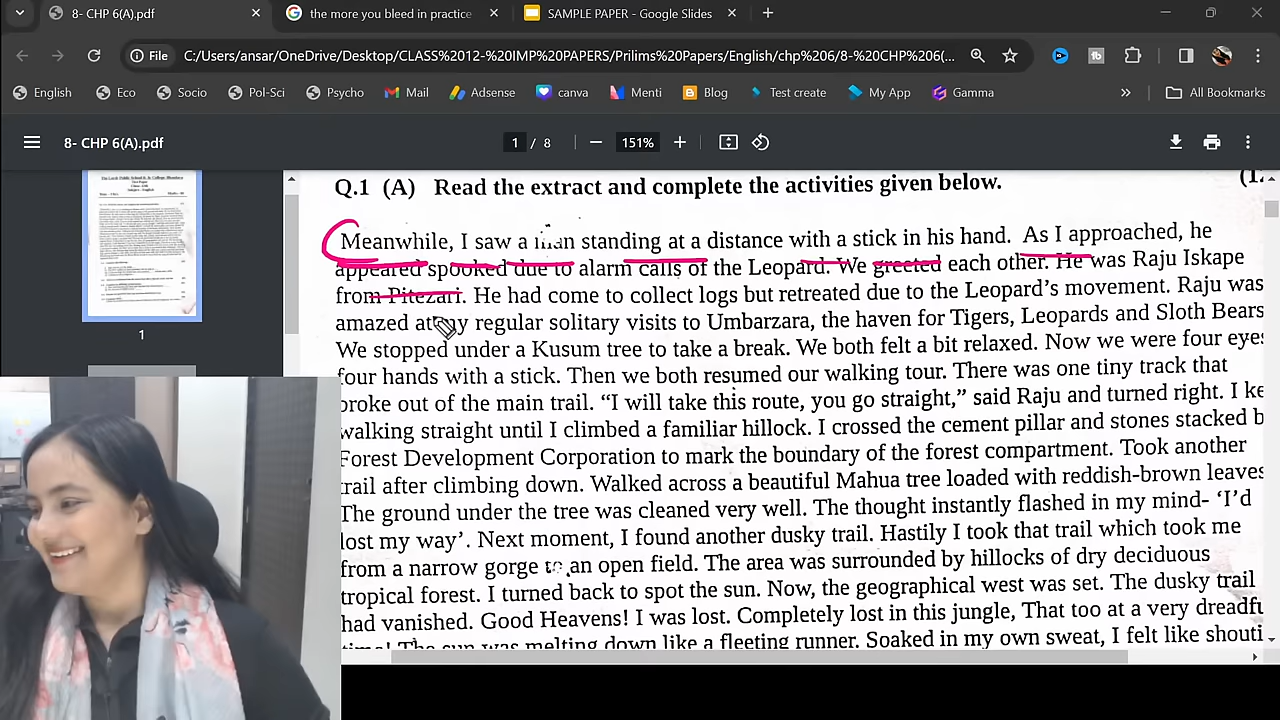 8- CHP 6(A).pdf
the more you bleed in practice
SAMPLE PAPER - Google Slides
File
C:/Users/ansar/OneDrive/Desktop/CLASS%2012-%20IMP%20PAPERS/Prilims%20Papers/English/chp%206/8-%20CHP%206(...
English
Eco
Socio
Pol-Sci
Psycho
Mail
Adsense
canva
Menti
Blog
Test create
My App
Gamma
»
All Bookmarks
8- CHP 6(A).pdf
1 / 8
151%
1
Q.1 (A) Read the extract and complete the activities given below. (1.
Meanwhile, I saw a man standing at a distance with a stick in his hand. As I approached, he
appeared spooked due to alarm calls of the Leopard. We greeted each other. He was Raju Iskape
from Pitezari. He had come to collect logs but retreated due to the Leopard's movement. Raju was
amazed at my regular solitary visits to Umbarzara, the haven for Tigers, Leopards and Sloth Bears
We stopped under a Kusum tree to take a break. We both felt a bit relaxed. Now we were four eyes
four hands with a stick. Then we both resumed our walking tour. There was one tiny track that
broke out of the main trail. “I will take this route, you go straight,” said Raju and turned right. I ke
walking straight until I climbed a familiar hillock. I crossed the cement pillar and stones stacked b
Forest Development Corporation to mark the boundary of the forest compartment. Took another
trail after climbing down. Walked across a beautiful Mahua tree loaded with reddish-brown leaves
The ground under the tree was cleaned very well. The thought instantly flashed in my mind- ‘I’d
lost my way’. Next moment, I found another dusky trail. Hastily I took that trail which took me
from a narrow gorge to an open field. The area was surrounded by hillocks of dry deciduous
tropical forest. I turned back to spot the sun. Now, the geographical west was set. The dusky trail
had vanished. Good Heavens! I was lost. Completely lost in this jungle, That too at a very dreadfu
time! The sun was melting down like a fleeting runner. Soaked in my own sweat, I felt like shouti